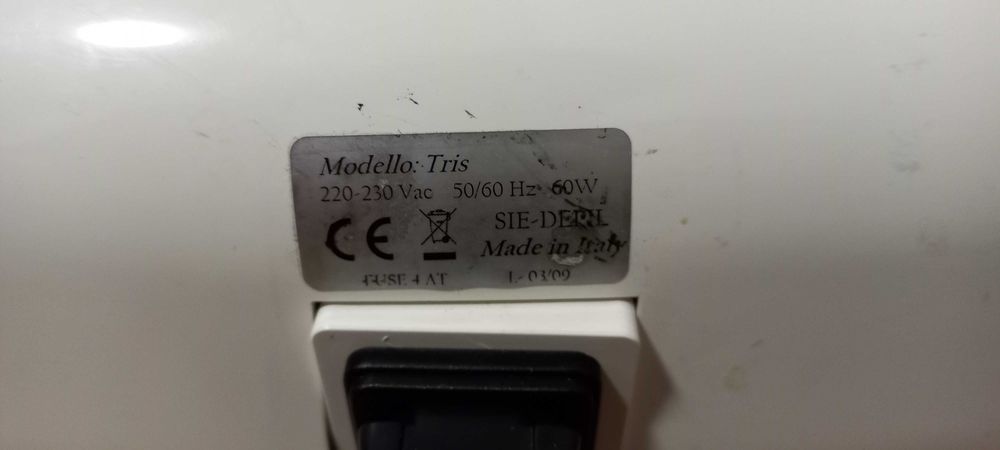 Modello: Tris
220-230 Vac 50/60 Hz 60W
CE SIE-DEPIL
Made in Italy
FUSE 4 AT L- 03/09